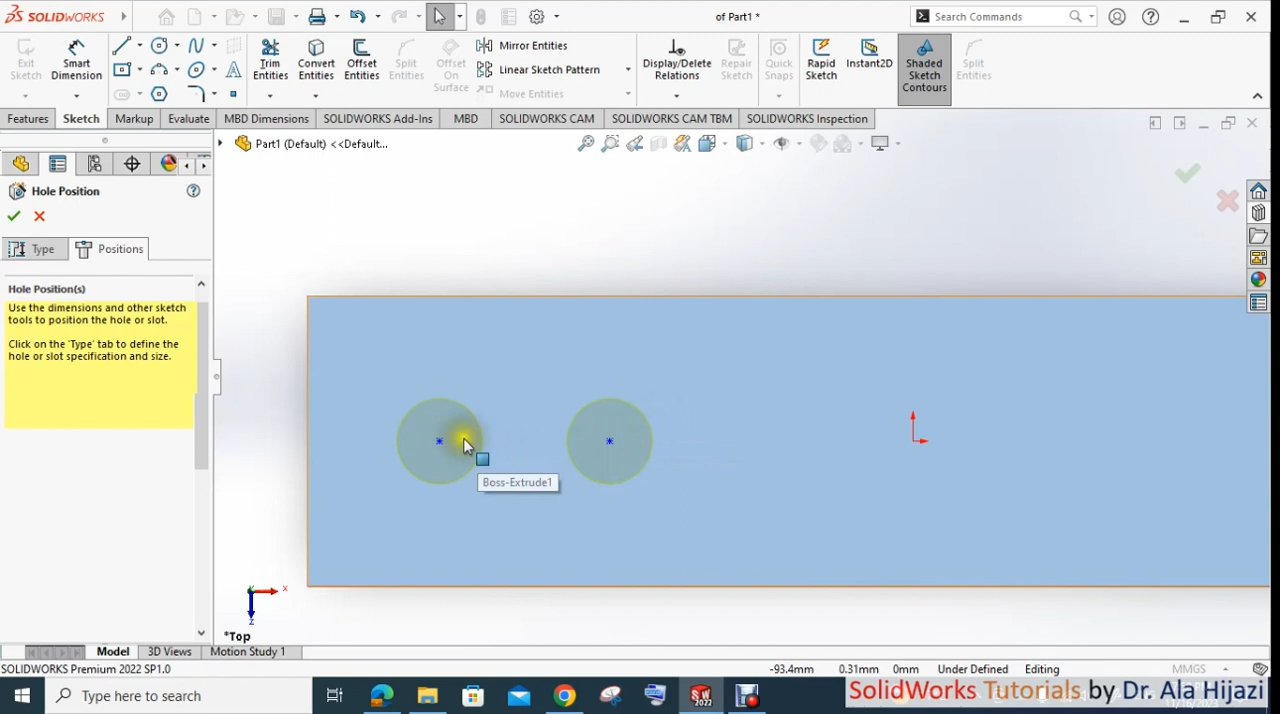 SOLIDWORKS
of Part1 *
Search Commands
Exit Sketch
Smart Dimension
Trim Entities
Convert Entities
Offset Entities
Split Entities
Offset On Surface
Mirror Entities
Linear Sketch Pattern
Move Entities
Display/Delete Relations
Repair Sketch
Quick Snaps
Rapid Sketch
Instant2D
Shaded Sketch Contours
Split Entities
Features
Sketch
Markup
Evaluate
MBD Dimensions
SOLIDWORKS Add-Ins
MBD
SOLIDWORKS CAM
SOLIDWORKS CAM TBM
SOLIDWORKS Inspection
Part1 (Default) <<Default...
Hole Position
Type
Positions
Hole Position(s)
Use the dimensions and other sketch
tools to position the hole or slot.
Click on the 'Type' tab to define the
hole or slot specification and size.
Boss-Extrude1
x
z
*Top
Model
3D Views
Motion Study 1
SOLIDWORKS Premium 2022 SP1.0
-93.4mm
0.31mm
0mm
Under Defined
Editing
MMGS
Type here to search
SW
2022
SolidWorks Tutorials by Dr. Ala Hijazi